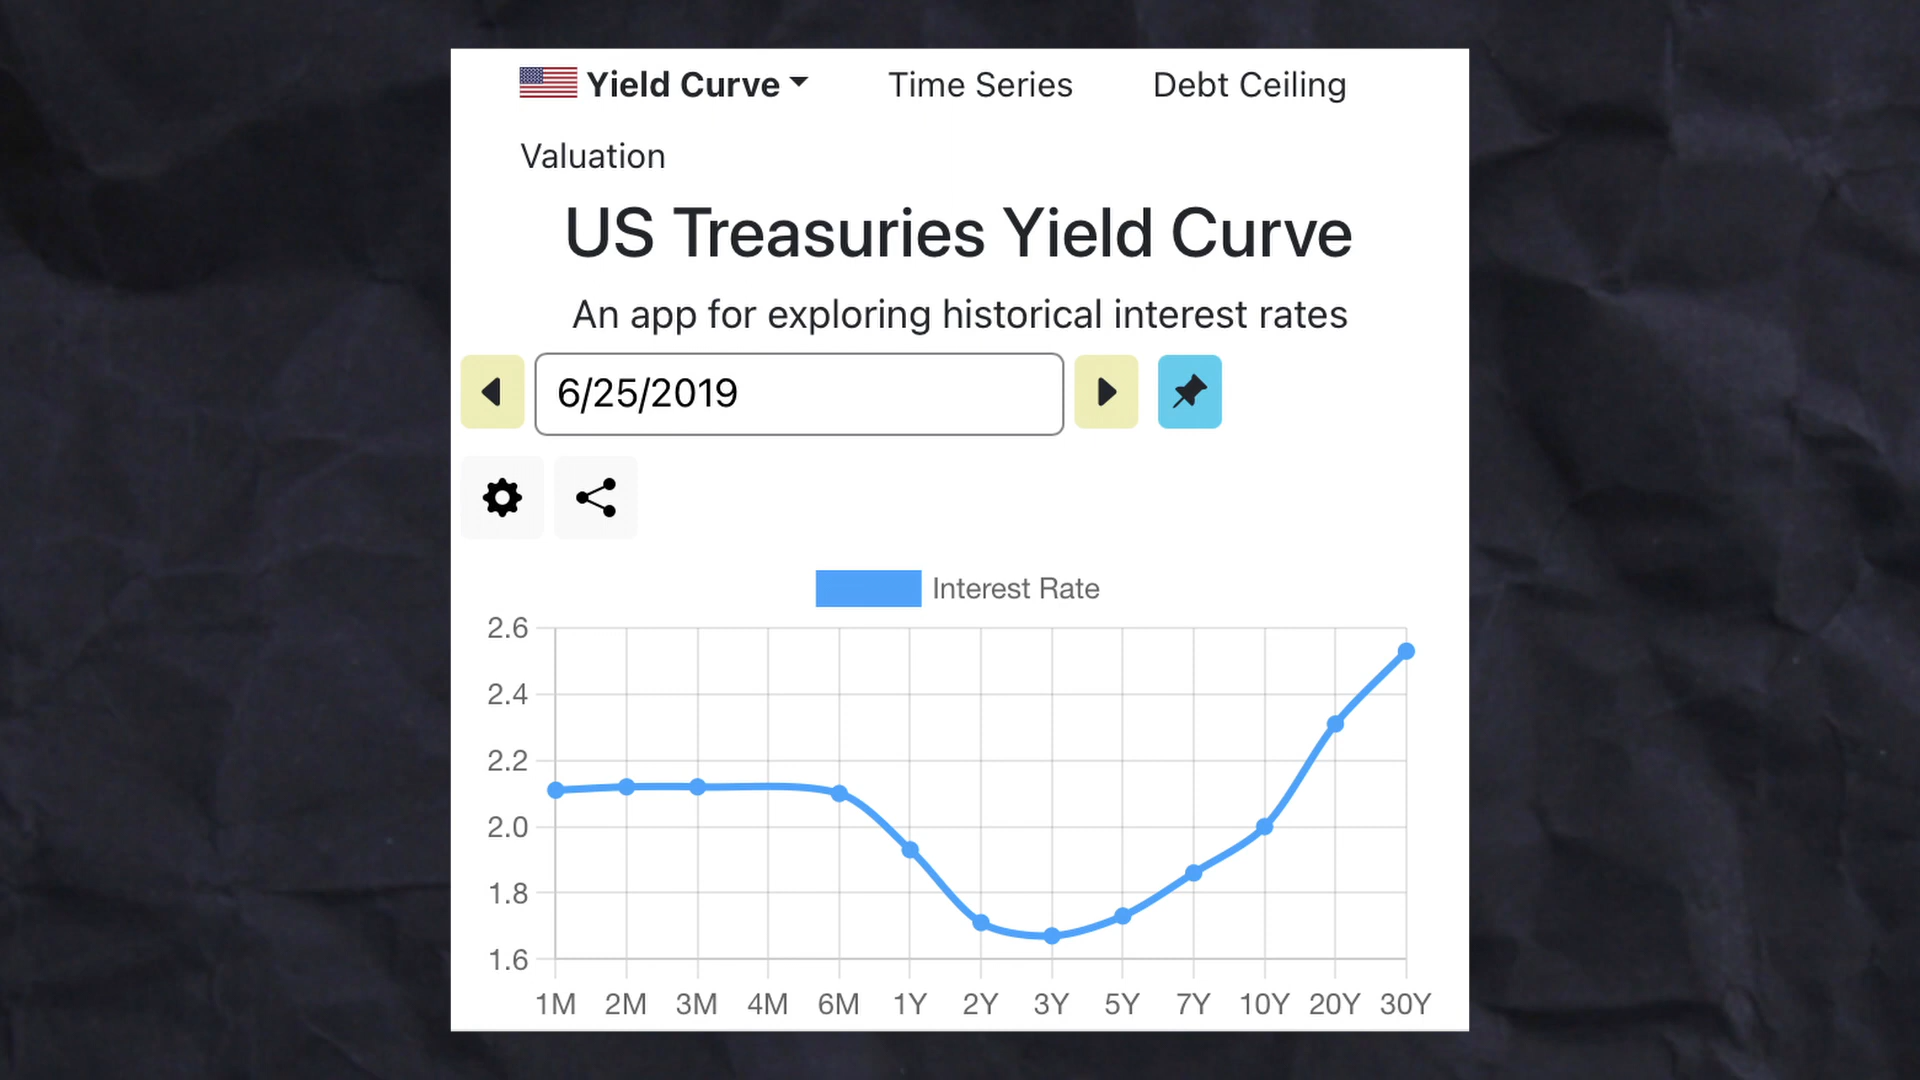 Yield Curve Time Series Debt Ceiling
Valuation
US Treasuries Yield Curve
An app for exploring historical interest rates
6/25/2019
Interest Rate
2.6
2.4
2.2
2.0
1.8
1.6
1M 2M 3M 4M 6M 1Y 2Y 3Y 5Y 7Y 10Y 20Y 30Y